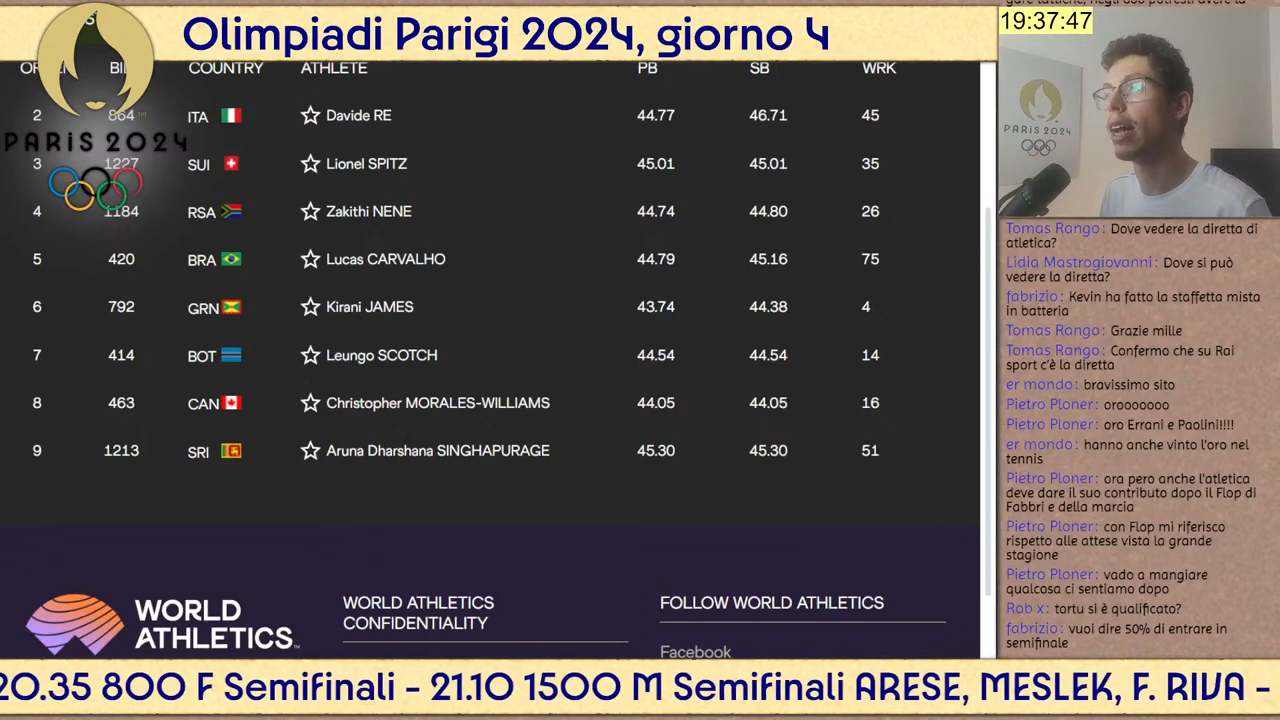 Olimpiadi Parigi 2024, giorno 4
19:37:47
COUNTRY ATHLETE PB SB WRK
2 864 ITA Davide RE 44.77 46.71 45
PARIS 2024
3 1227 SUI Lionel SPITZ 45.01 45.01 35
4 1184 RSA Zakithi NENE 44.74 44.80 26
5 420 BRA Lucas CARVALHO 44.79 45.16 75
6 792 GRN Kirani JAMES 43.74 44.38 4
7 414 BOT Leungo SCOTCH 44.54 44.54 14
8 463 CAN Christopher MORALES-WILLIAMS 44.05 44.05 16
9 1213 SRI Aruna Dharshana SINGHAPURAGE 45.30 45.30 51
WORLD
ATHLETICS
WORLD ATHLETICS
CONFIDENTIALITY
FOLLOW WORLD ATHLETICS
Facebook
PARIS 2024
Tomas Rango: Dove vedere la diretta di
atletica?
Lidia Mastrogiovanni: Dove si può
vedere la diretta?
fabrizio: Kevin ha fatto la staffetta mista
in batteria
Tomas Rango: Grazie mille
Tomas Rango: Confermo che su Rai
sport c'è la diretta
er mondo: bravissimo sito
Pietro Ploner: orooooooo
Pietro Ploner: oro Errani e Paolini!!!!
er mondo: hanno anche vinto l'oro nel
tennis
Pietro Ploner: ora pero anche l'atletica
deve dare il suo contributo dopo il Flop di
Fabbri e della marcia
Pietro Ploner: con Flop mi riferisco
rispetto alle attese vista la grande
stagione
Pietro Ploner: vado a mangiare
qualcosa ci sentiamo dopo
Rob x: tortu si è qualificato?
fabrizio: vuoi dire 50% di entrare in
semifinale
20.35 800 F Semifinali - 21.10 1500 M Semifinali ARESE, MESLEK, F. RIVA -